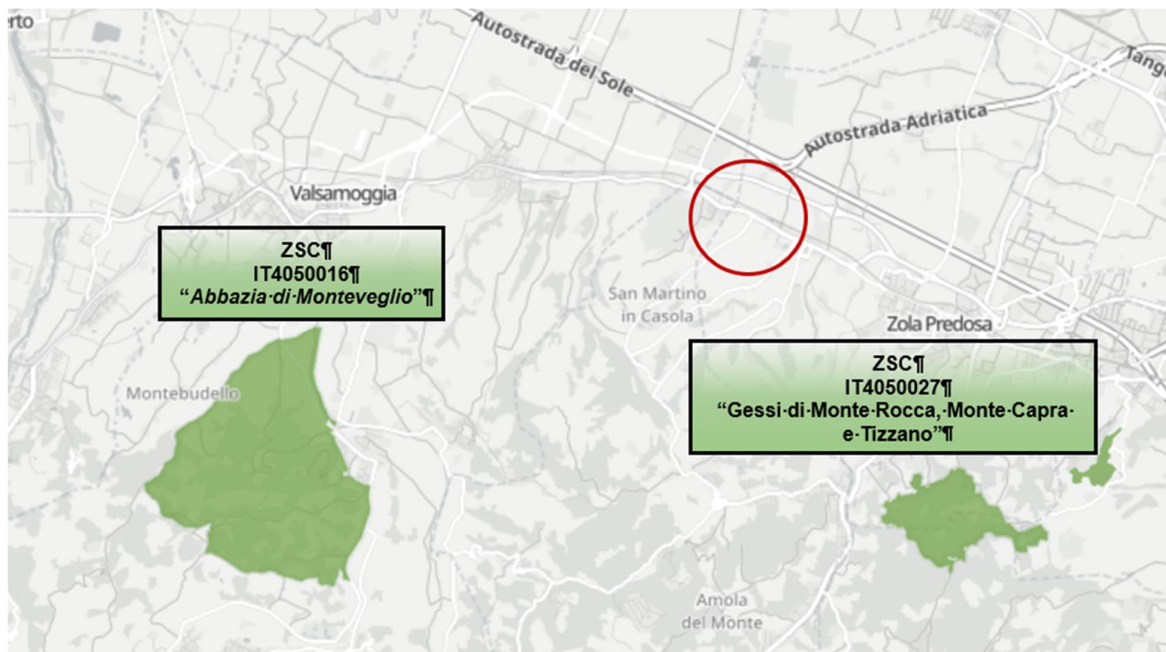 erto
Autostrada del Sole
Tang
Autostrada Adriatica
Valsamoggia
ZSC¶
IT4050016¶
“Abbazia·di·Monteveglio”¶
San Martino
in Casola
Zola Predosa
ZSC¶
IT4050027¶
“Gessi·di·Monte·Rocca,·Monte·Capra·
e·Tizzano”¶
Montebudello
Amola
del Monte